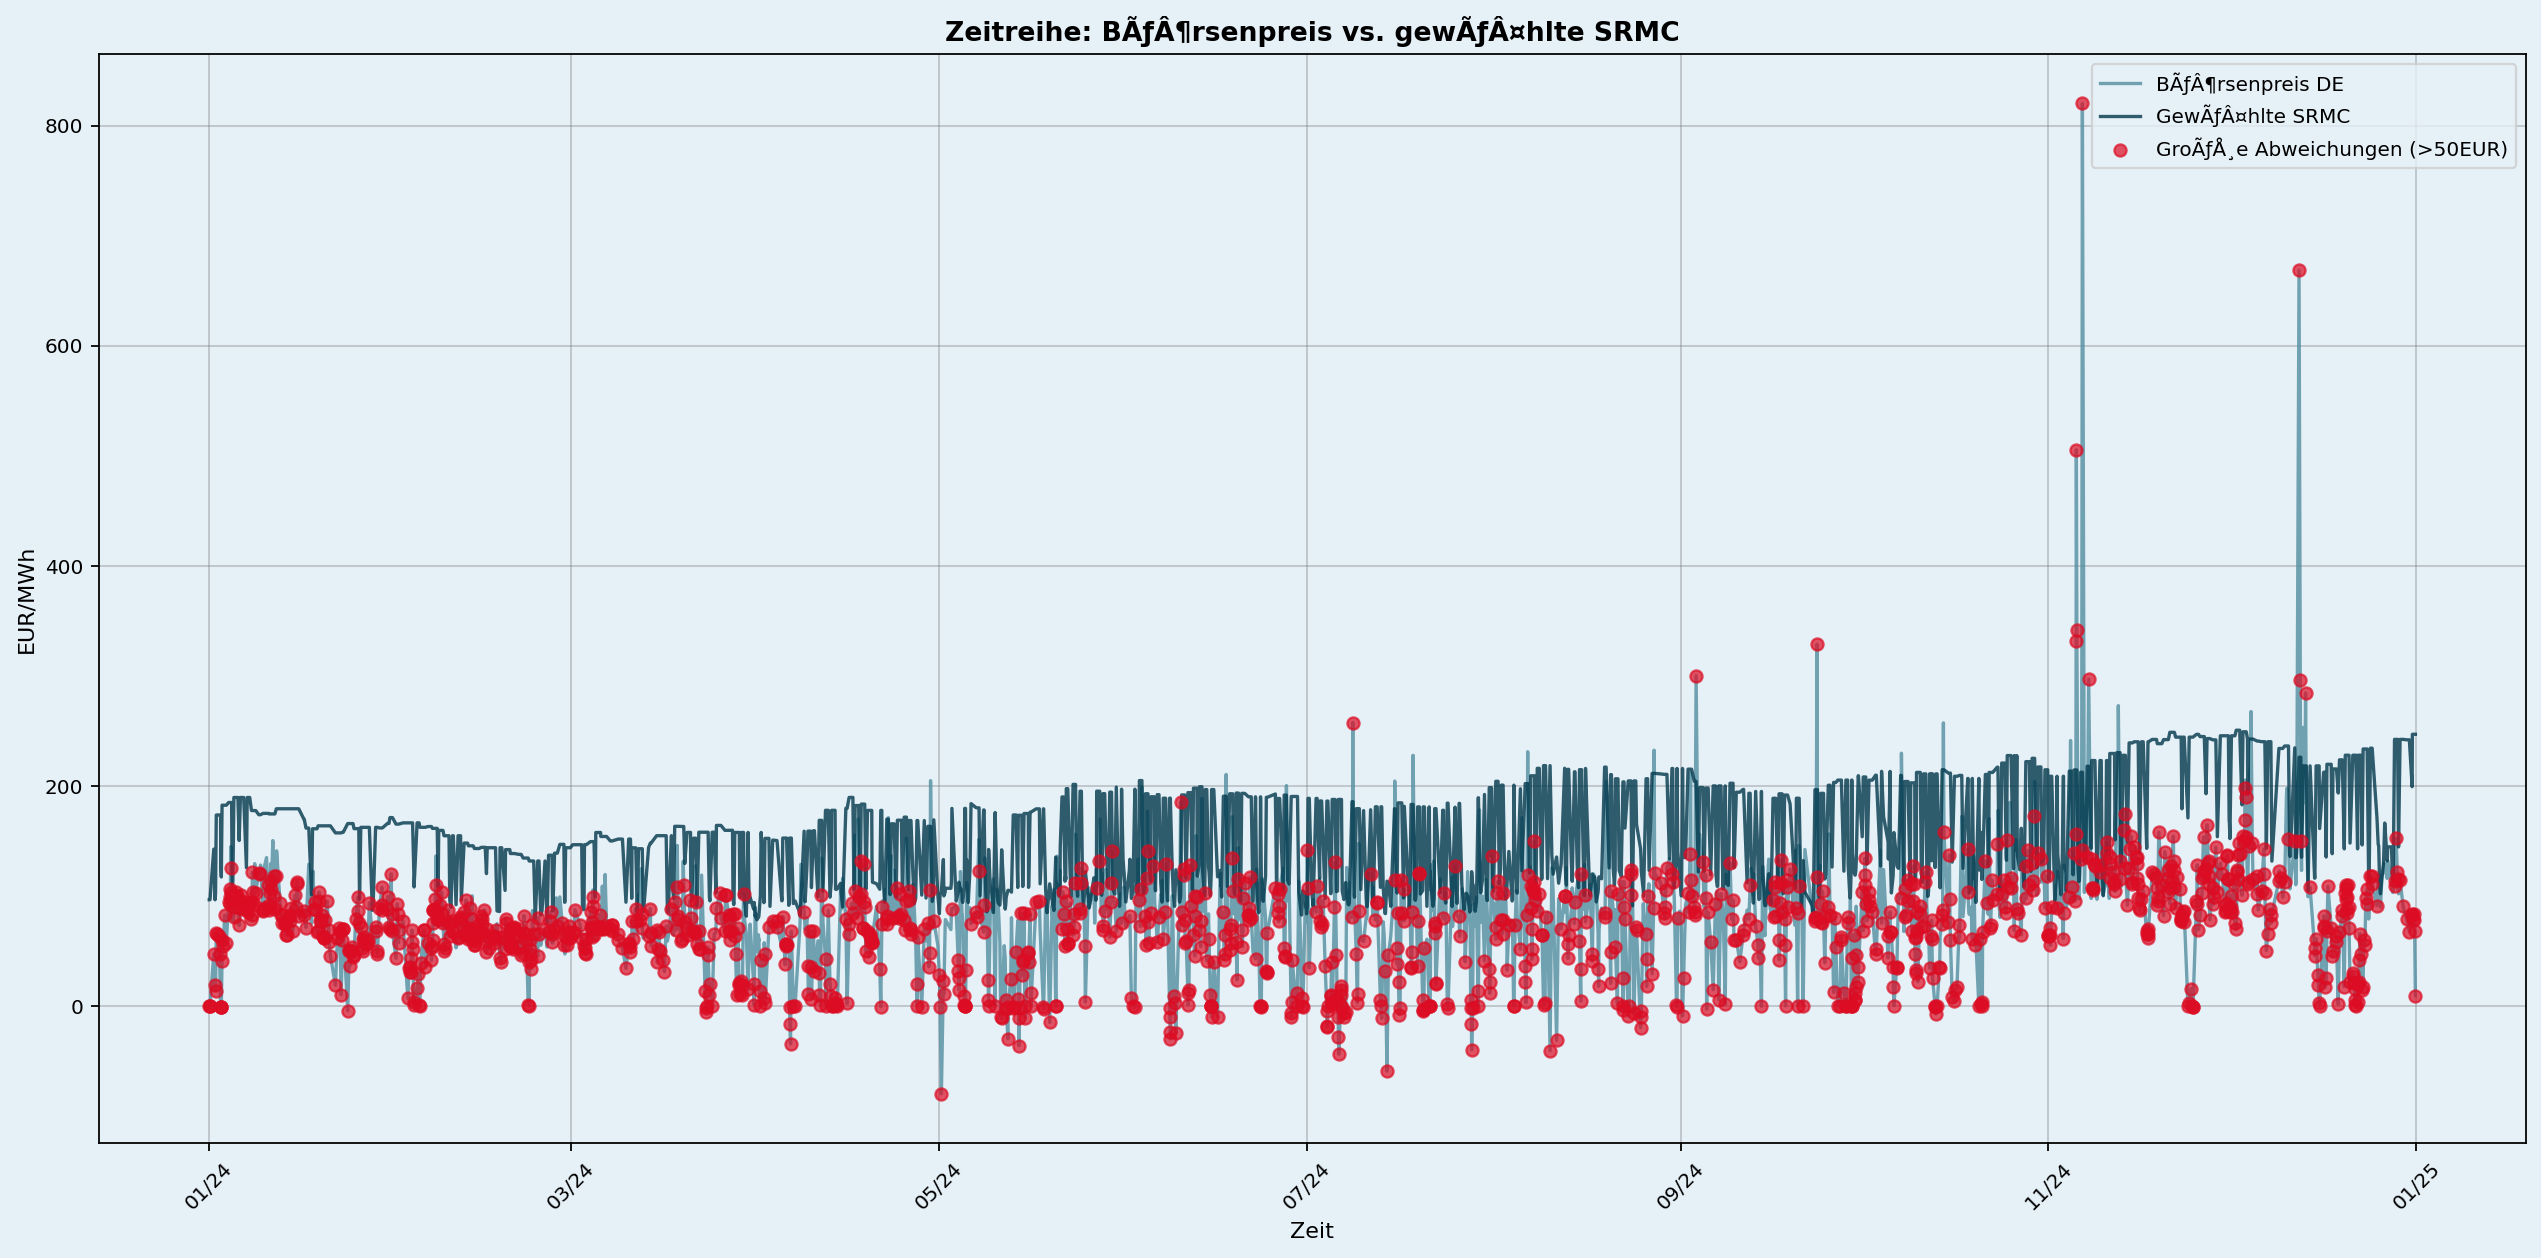 Zeitreihe: BÃƒÂ¶rsenpreis vs. gewÃƒÂ¤hlte SRMC
BÃƒÂ¶rsenpreis DE
GewÃƒÂ¤hlte SRMC
GroÃƒÅ¸e Abweichungen (>50EUR)
EUR/MWh
800
600
400
200
0
01/24
03/24
05/24
07/24
09/24
11/24
01/25
Zeit